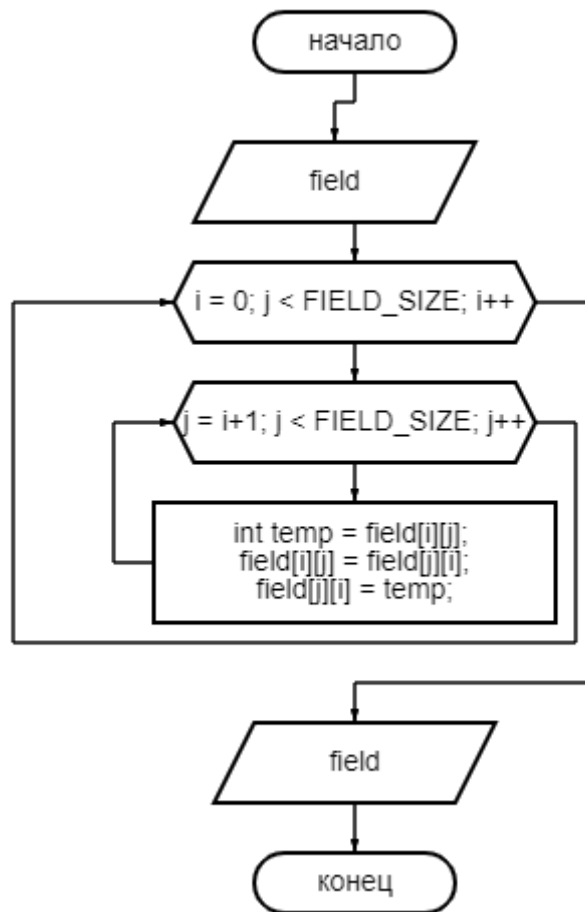 начало
field
i = 0; j < FIELD_SIZE; i++
j = i+1; j < FIELD_SIZE; j++
int temp = field[i][j];
field[i][j] = field[j][i];
field[j][i] = temp;
field
конец